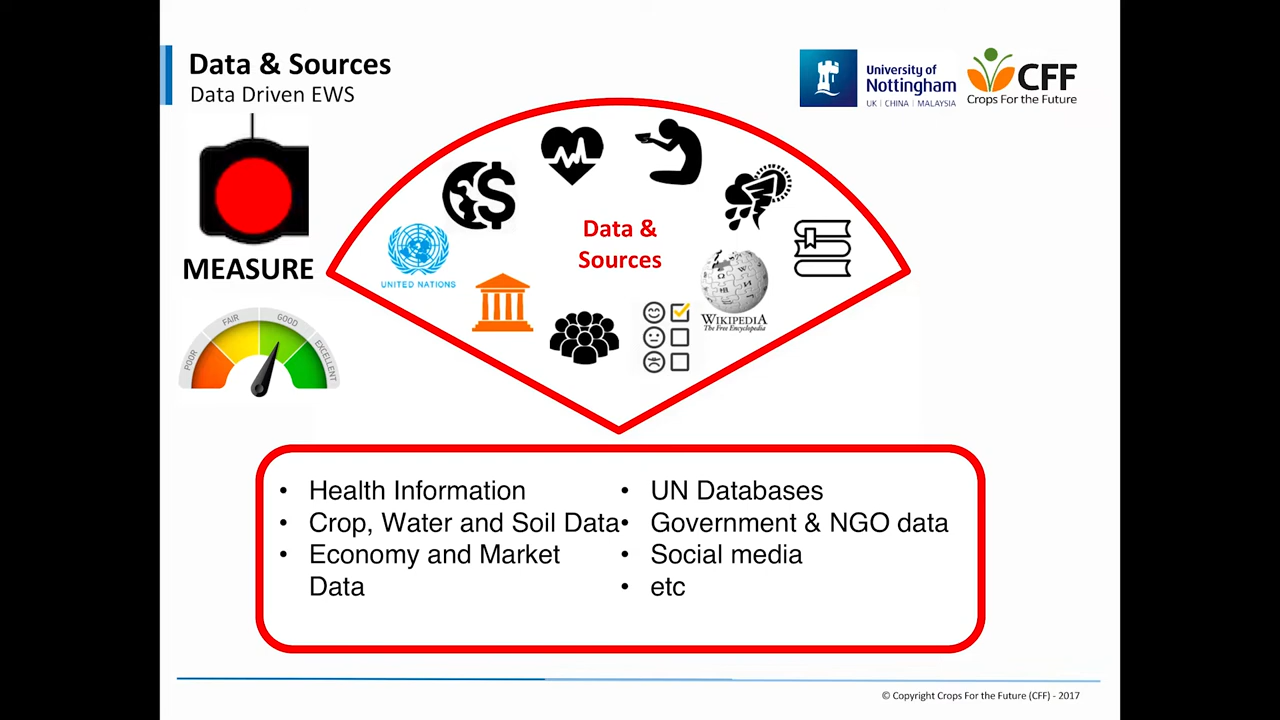 Data & Sources
Data Driven EWS
University of
Nottingham
UK | CHINA | MALAYSIA
CFF
Crops For the Future
MEASURE
POOR
FAIR
GOOD
EXCELLENT
$
Data &
Sources
UNITED NATIONS
WIKIPEDIA
The Free Encyclopedia
• Health Information
• Crop, Water and Soil Data
• Economy and Market
Data
• UN Databases
• Government & NGO data
• Social media
• etc
© Copyright Crops For the Future (CFF) - 2017